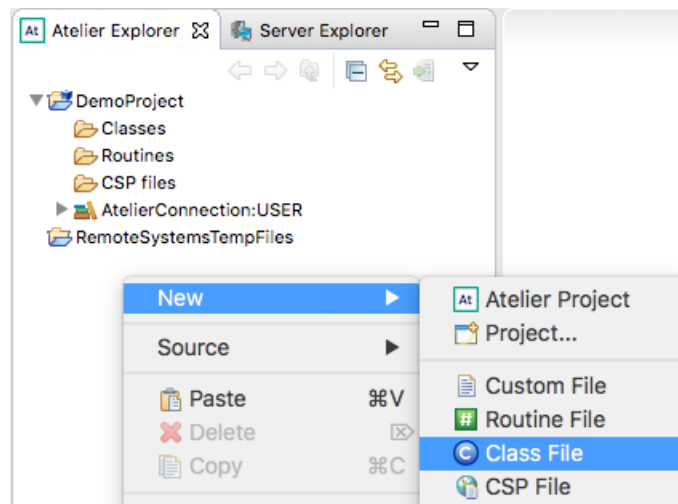 At Atelier Explorer Server Explorer
DemoProject
Classes
Routines
CSP files
AtelierConnection:USER
RemoteSystemsTempFiles
New
Source
Paste ⌘V
Delete ⌦
Copy ⌘C
At Atelier Project
Project...
Custom File
# Routine File
C Class File
CSP File